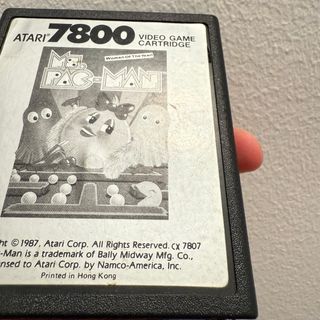 ATARI® 7800 VIDEO GAME
CARTRIDGE
Ms.
PAC-MAN
ht ©1987, Atari Corp. All Rights Reserved. CX 7807
-Man is a trademark of Bally Midway Mfg. Co.,
ensed to Atari Corp. by Namco-America, Inc.
Printed in Hong Kong